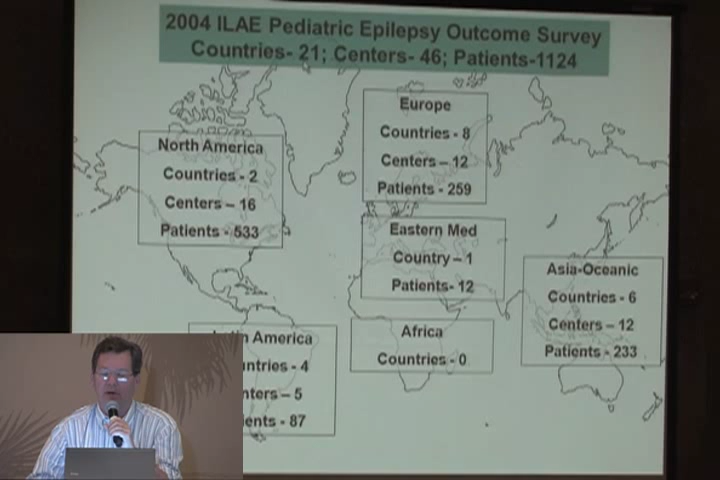 2004 ILAE Pediatric Epilepsy Outcome Survey
Countries- 21; Centers- 46; Patients-1124
North America
Countries - 2
Centers – 16
Patients - 533
Europe
Countries - 8
Centers – 12
Patients - 259
Eastern Med
Country – 1
Patients- 12
Asia-Oceanic
Countries - 6
Centers – 12
Patients - 233
Africa
Countries - 0
n America
ntries - 4
nters – 5
ents - 87